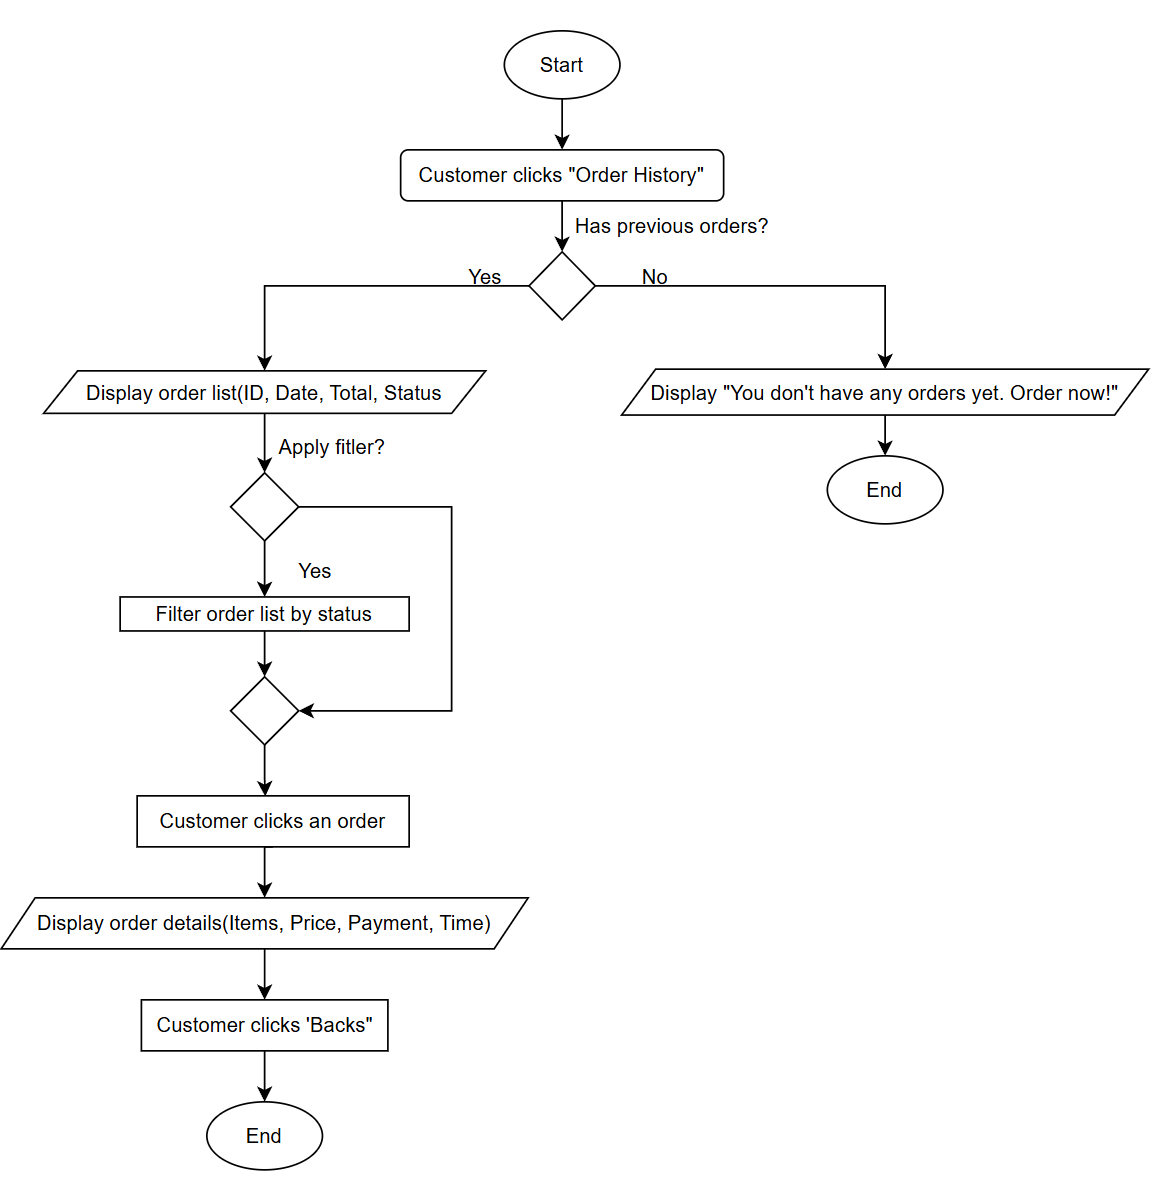 Start
Customer clicks "Order History"
Has previous orders?
Yes
No
Display order list(ID, Date, Total, Status
Display "You don't have any orders yet. Order now!"
Apply fitler?
End
Yes
Filter order list by status
Customer clicks an order
Display order details(Items, Price, Payment, Time)
Customer clicks 'Backs"
End